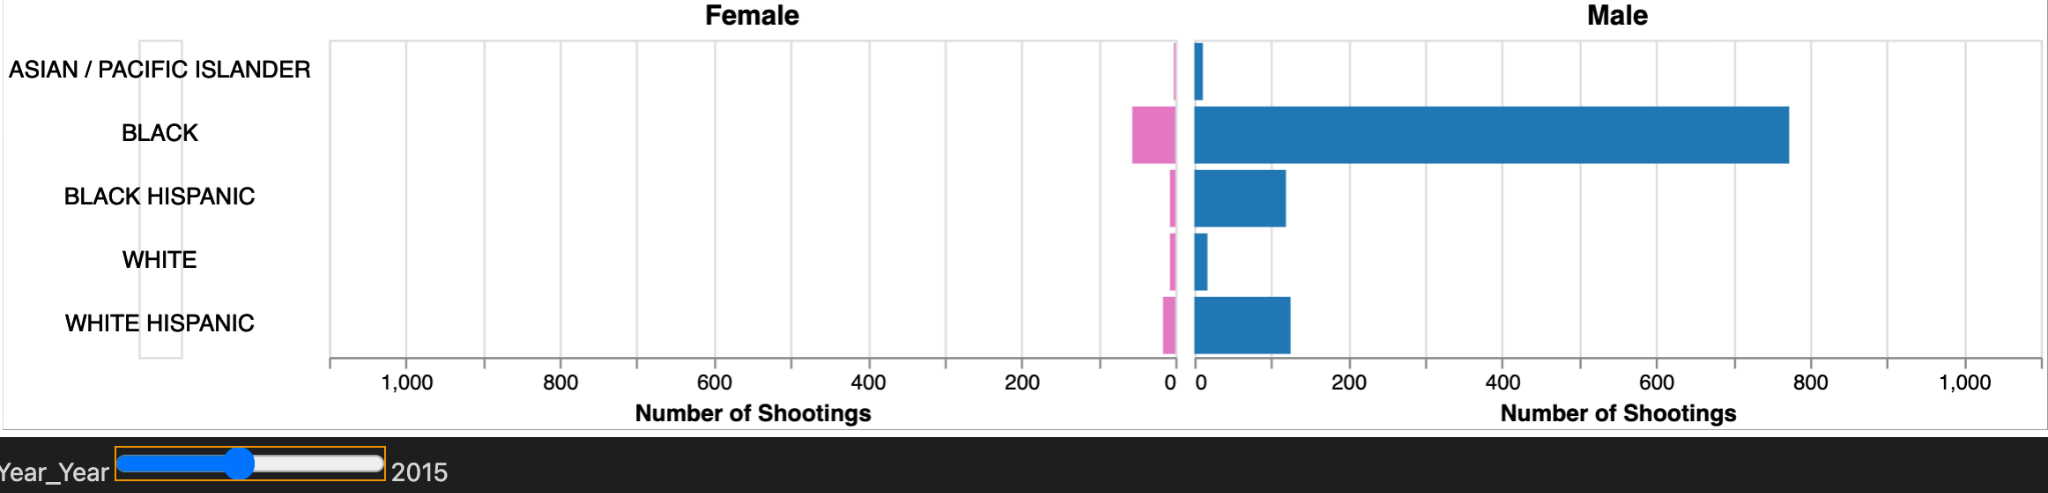 Female Male
ASIAN / PACIFIC ISLANDER
BLACK
BLACK HISPANIC
WHITE
WHITE HISPANIC
1,000 800 600 400 200 0 0 200 400 600 800 1,000
Number of Shootings Number of Shootings
Year_Year 2015